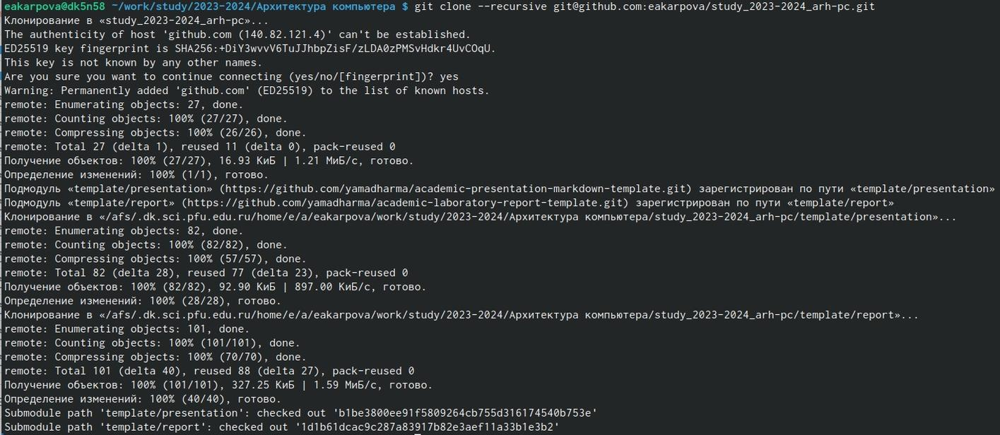 eakarpova@dk5n58 ~/work/study/2023-2024/Архитектура компьютера $ git clone --recursive git@github.com:eakarpova/study_2023-2024_arh-pc.git
Клонирование в «study_2023-2024_arh-pc»...
The authenticity of host 'github.com (140.82.121.4)' can't be established.
ED25519 key fingerprint is SHA256:+DiY3wvvV6TuJJhbpZisF/zLDA0zPMSvHdkr4UvCOqU.
This key is not known by any other names.
Are you sure you want to continue connecting (yes/no/[fingerprint])? yes
Warning: Permanently added 'github.com' (ED25519) to the list of known hosts.
remote: Enumerating objects: 27, done.
remote: Counting objects: 100% (27/27), done.
remote: Compressing objects: 100% (26/26), done.
remote: Total 27 (delta 1), reused 11 (delta 0), pack-reused 0
Получение объектов: 100% (27/27), 16.93 КиБ | 1.21 МиБ/с, готово.
Определение изменений: 100% (1/1), готово.
Подмодуль «template/presentation» (https://github.com/yamadharma/academic-presentation-markdown-template.git) зарегистрирован по пути «template/presentation»
Подмодуль «template/report» (https://github.com/yamadharma/academic-laboratory-report-template.git) зарегистрирован по пути «template/report»
Клонирование в «/afs/.dk.sci.pfu.edu.ru/home/e/a/eakarpova/work/study/2023-2024/Архитектура компьютера/study_2023-2024_arh-pc/template/presentation»...
remote: Enumerating objects: 82, done.
remote: Counting objects: 100% (82/82), done.
remote: Compressing objects: 100% (57/57), done.
remote: Total 82 (delta 28), reused 77 (delta 23), pack-reused 0
Получение объектов: 100% (82/82), 92.90 КиБ | 897.00 КиБ/с, готово.
Определение изменений: 100% (28/28), готово.
Клонирование в «/afs/.dk.sci.pfu.edu.ru/home/e/a/eakarpova/work/study/2023-2024/Архитектура компьютера/study_2023-2024_arh-pc/template/report»...
remote: Enumerating objects: 101, done.
remote: Counting objects: 100% (101/101), done.
remote: Compressing objects: 100% (70/70), done.
remote: Total 101 (delta 40), reused 88 (delta 27), pack-reused 0
Получение объектов: 100% (101/101), 327.25 КиБ | 1.59 МиБ/с, готово.
Определение изменений: 100% (40/40), готово.
Submodule path 'template/presentation': checked out 'b1be3800ee91f5809264cb755d316174540b753e'
Submodule path 'template/report': checked out '1d1b61dcac9c287a83917b82e3aef11a33b1e3b2'